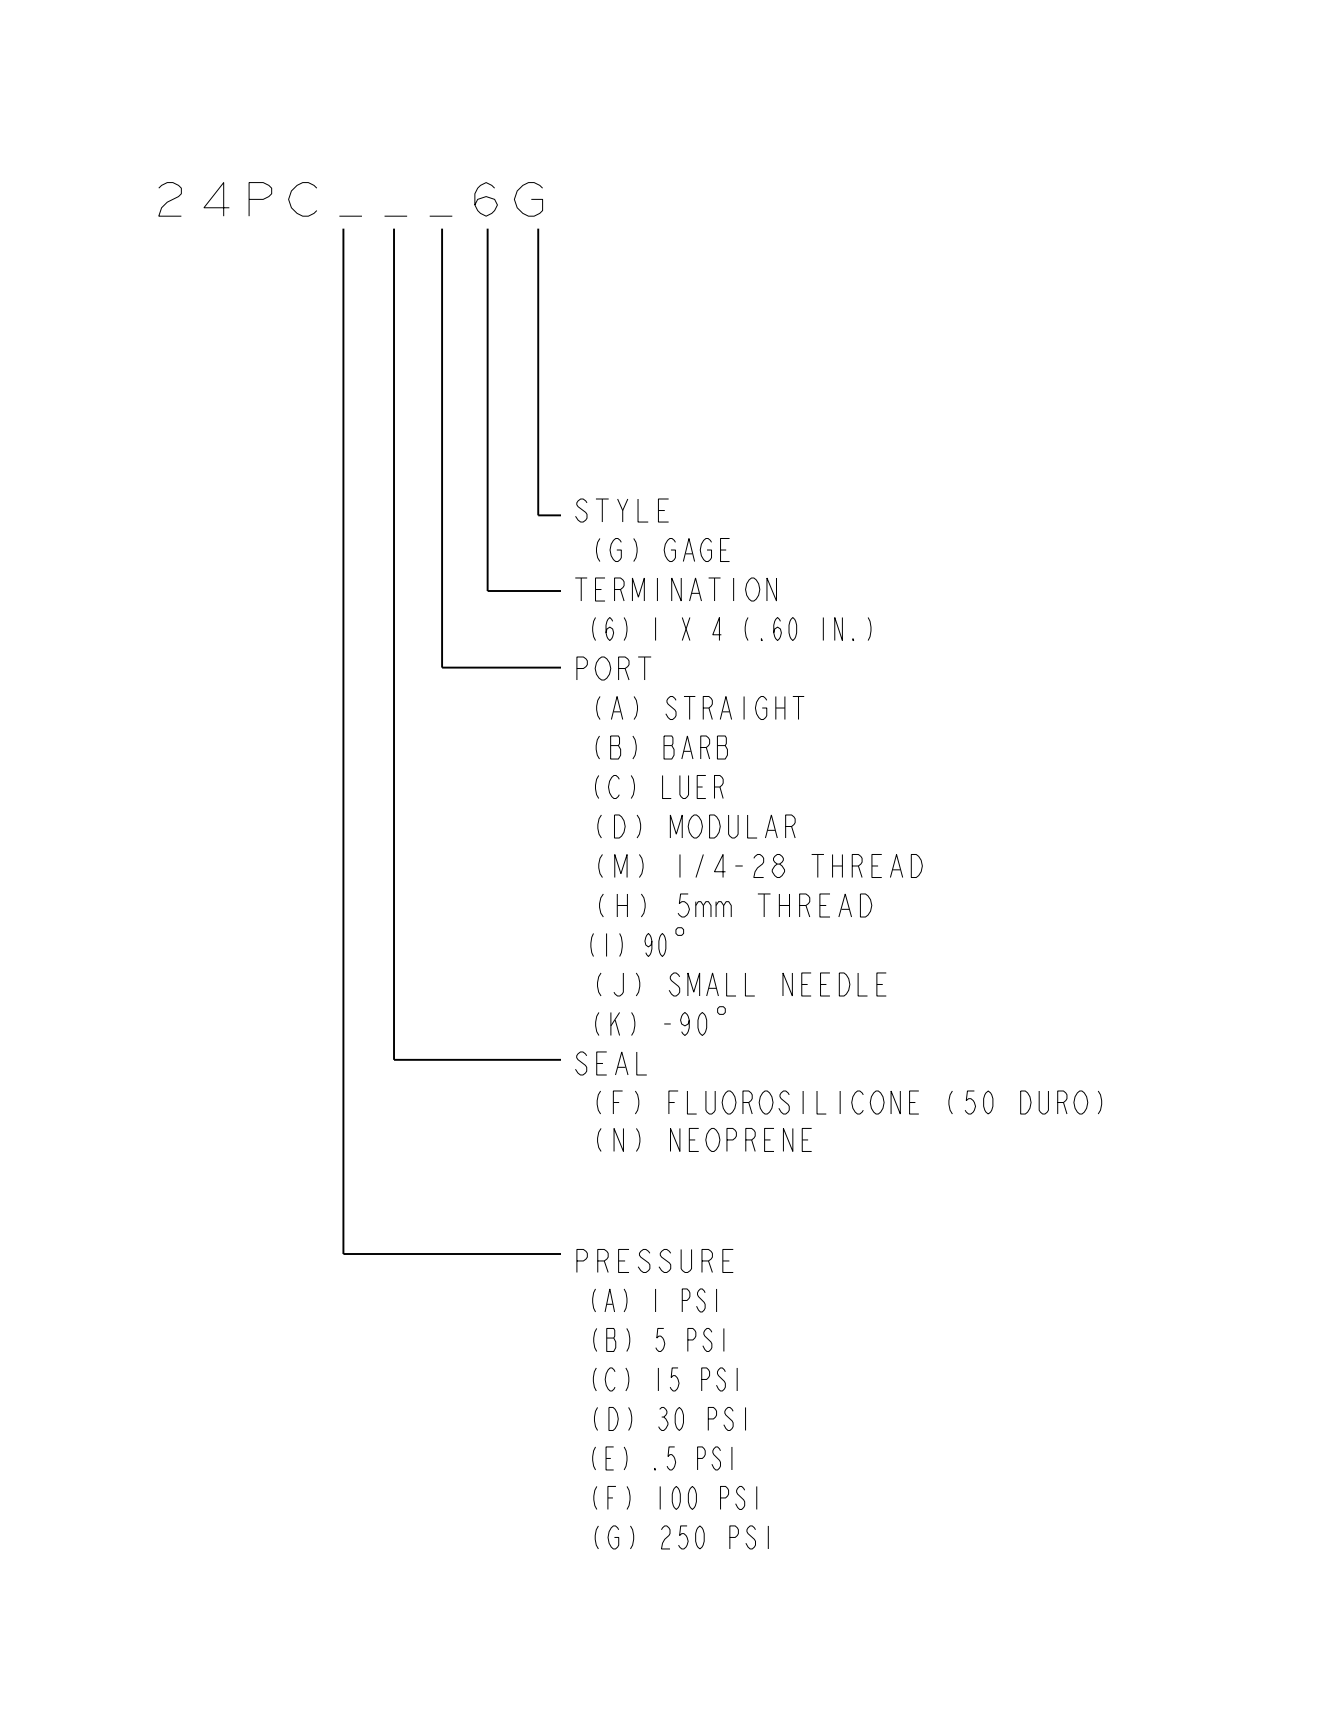 24PC_ _ _6G
STYLE
(G) GAGE
TERMINATION
(6) 1 X 4 (.60 IN.)
PORT
(A) STRAIGHT
(B) BARB
(C) LUER
(D) MODULAR
(M) 1/4-28 THREAD
(H) 5mm THREAD
(I) 90°
(J) SMALL NEEDLE
(K) -90°
SEAL
(F) FLUOROSILICONE (50 DURO)
(N) NEOPRENE
PRESSURE
(A) 1 PSI
(B) 5 PSI
(C) 15 PSI
(D) 30 PSI
(E) .5 PSI
(F) 100 PSI
(G) 250 PSI